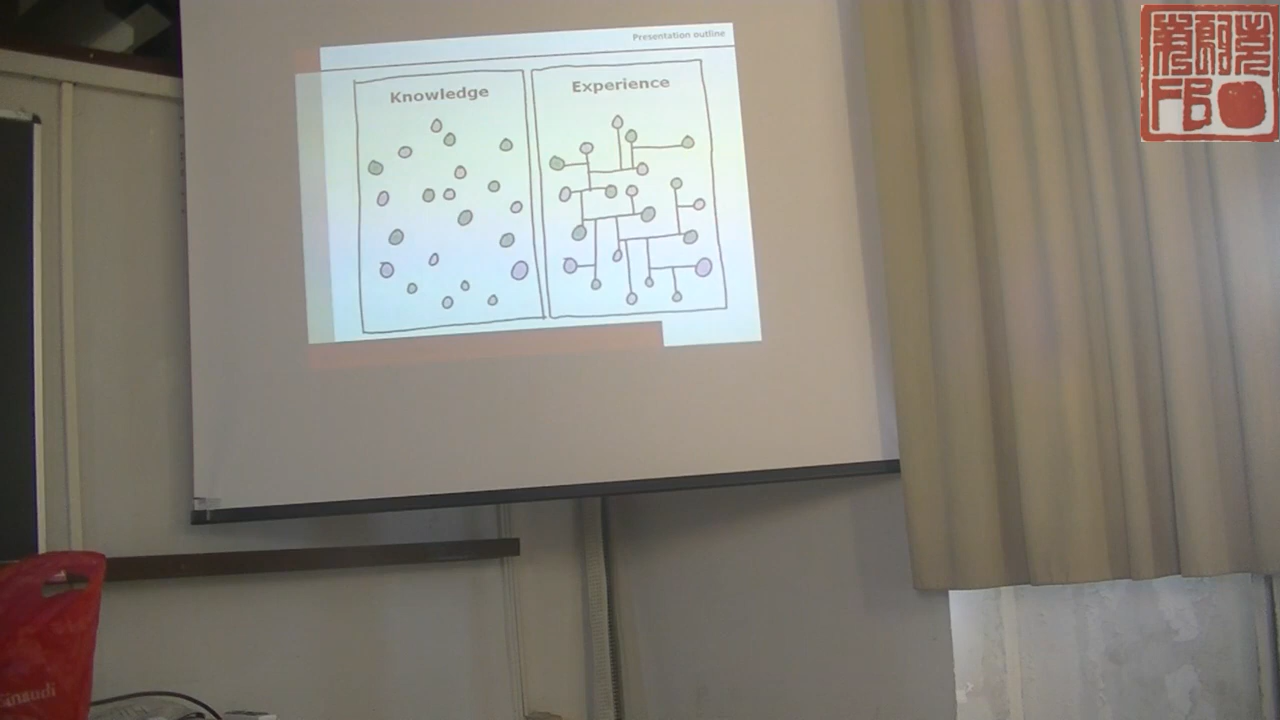 Presentation outline
Knowledge
Experience
Einaudi